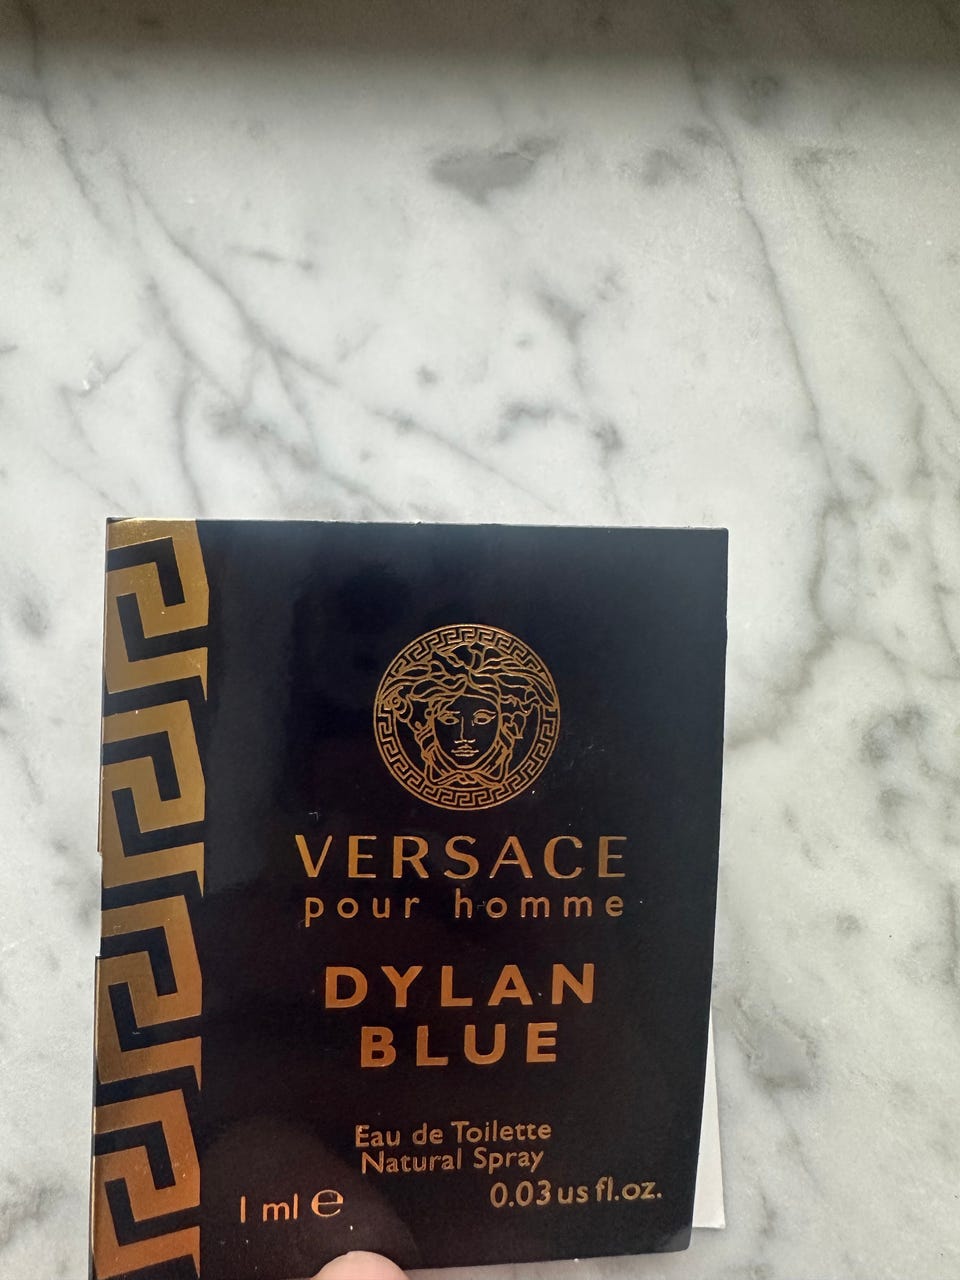 VERSACE
pour homme
DYLAN
BLUE
Eau de Toilette
Natural Spray
1 ml e 0.03 us fl.oz.